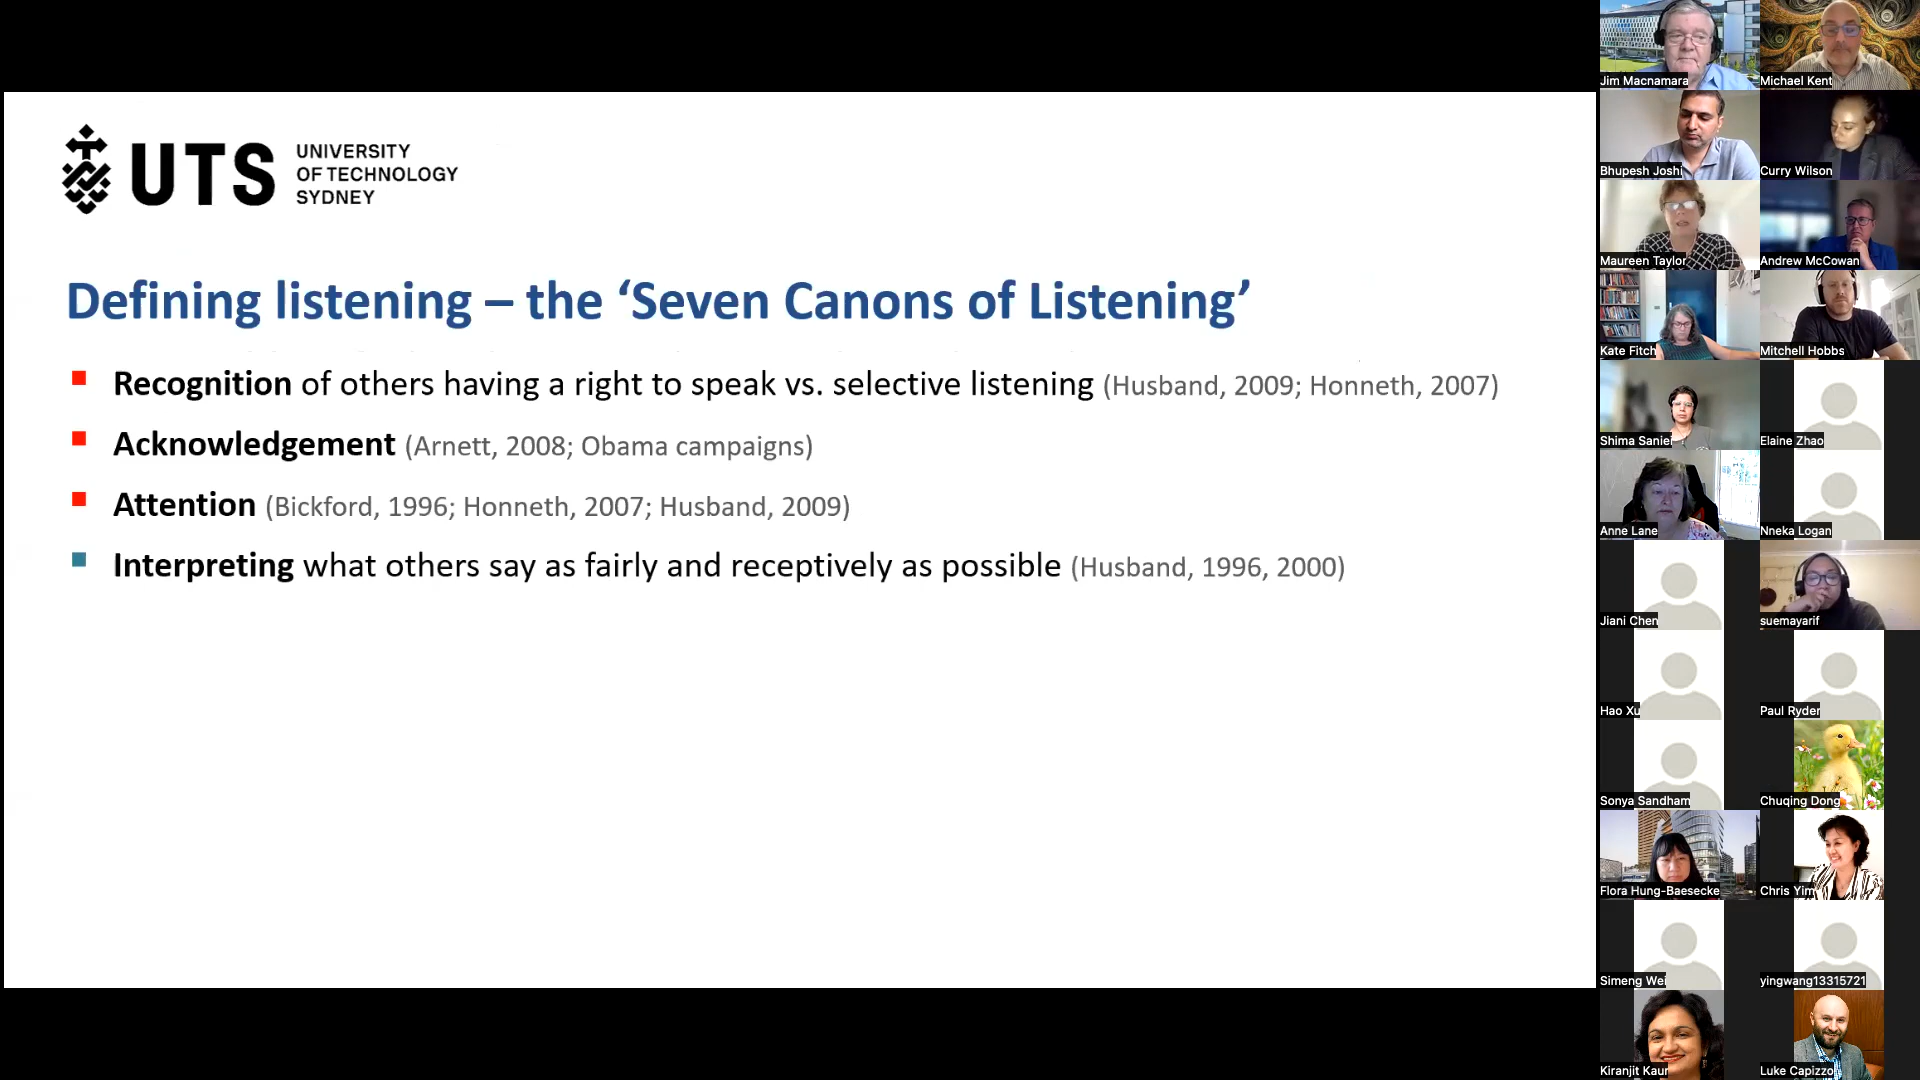 UTS
UNIVERSITY
OF TECHNOLOGY
SYDNEY
Defining listening – the ‘Seven Canons of Listening’
Recognition of others having a right to speak vs. selective listening (Husband, 2009; Honneth, 2007)
Acknowledgement (Arnett, 2008; Obama campaigns)
Attention (Bickford, 1996; Honneth, 2007; Husband, 2009)
Interpreting what others say as fairly and receptively as possible (Husband, 1996, 2000)
Jim Macnamara
Michael Kent
Bhupesh Joshi
Curry Wilson
Maureen Taylor
Andrew McCowan
Kate Fitch
Mitchell Hobbs
Shima Saniei
Elaine Zhao
Anne Lane
Nneka Logan
Jiani Chen
suemayarif
Hao Xu
Paul Ryder
Sonya Sandham
Chuqing Dong
Flora Hung-Baesecke
Chris Yim
Simeng Wei
yingwang13315721
Kiranjit Kaur
Luke Capizzo